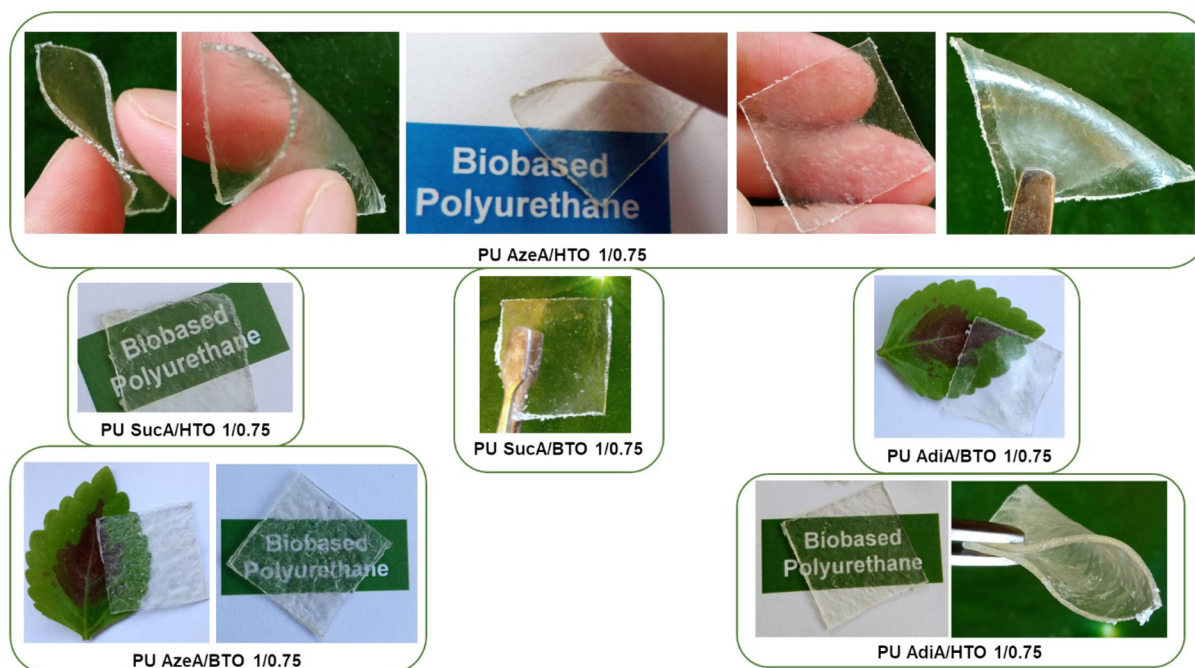 Biobased
Polyurethane
PU AzeA/HTO 1/0.75
Biobased
Polyurethane
PU SucA/HTO 1/0.75
PU SucA/BTO 1/0.75
PU AdiA/BTO 1/0.75
Biobased
Polyurethane
PU AzeA/BTO 1/0.75
Biobased
Polyurethane
PU AdiA/HTO 1/0.75